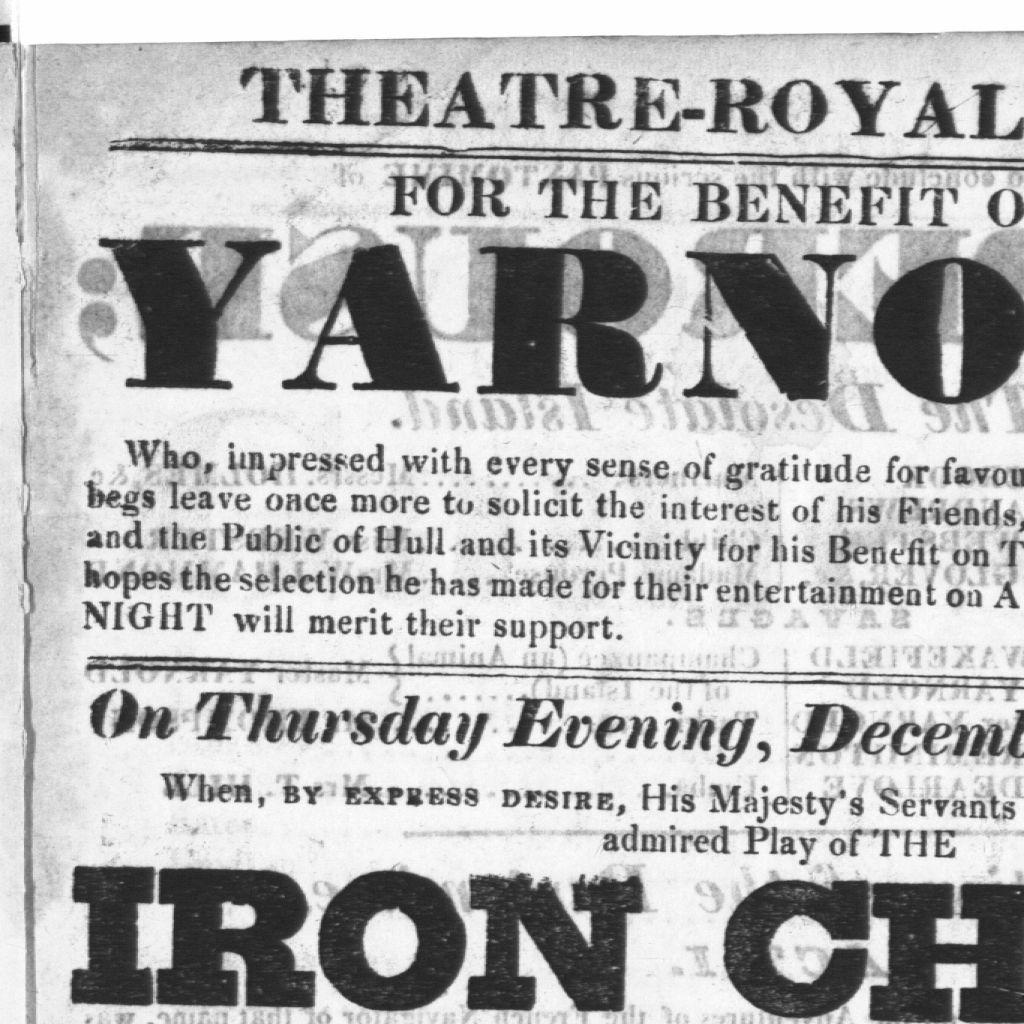 THEATRE-ROYAL
FOR THE BENEFIT O
YARNO
Who, impressed with every sense of gratitude for favou
begs leave once more to solicit the interest of his Friends,
and the Public of Hull and its Vicinity for his Benefit on T
hopes the selection he has made for their entertainment on A
NIGHT will merit their support.
On Thursday Evening, Decemb
When, BY EXPRESS DESIRE, His Majesty's Servants
admired Play of THE
IRON CH